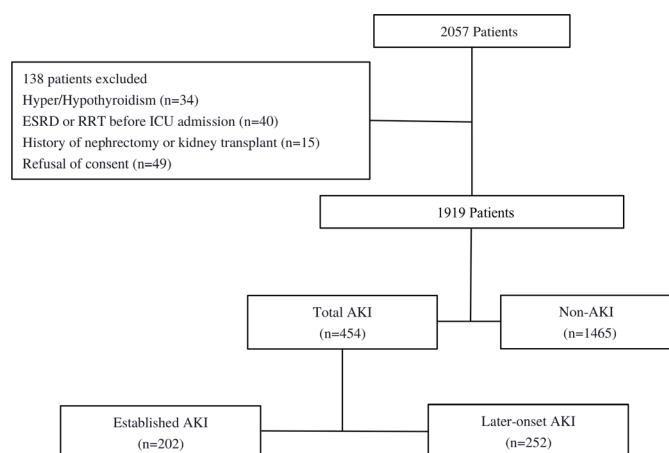 2057 Patients
138 patients excluded
Hyper/Hypothyroidism (n=34)
ESRD or RRT before ICU admission (n=40)
History of nephrectomy or kidney transplant (n=15)
Refusal of consent (n=49)
1919 Patients
Total AKI
(n=454)
Non-AKI
(n=1465)
Established AKI
(n=202)
Later-onset AKI
(n=252)